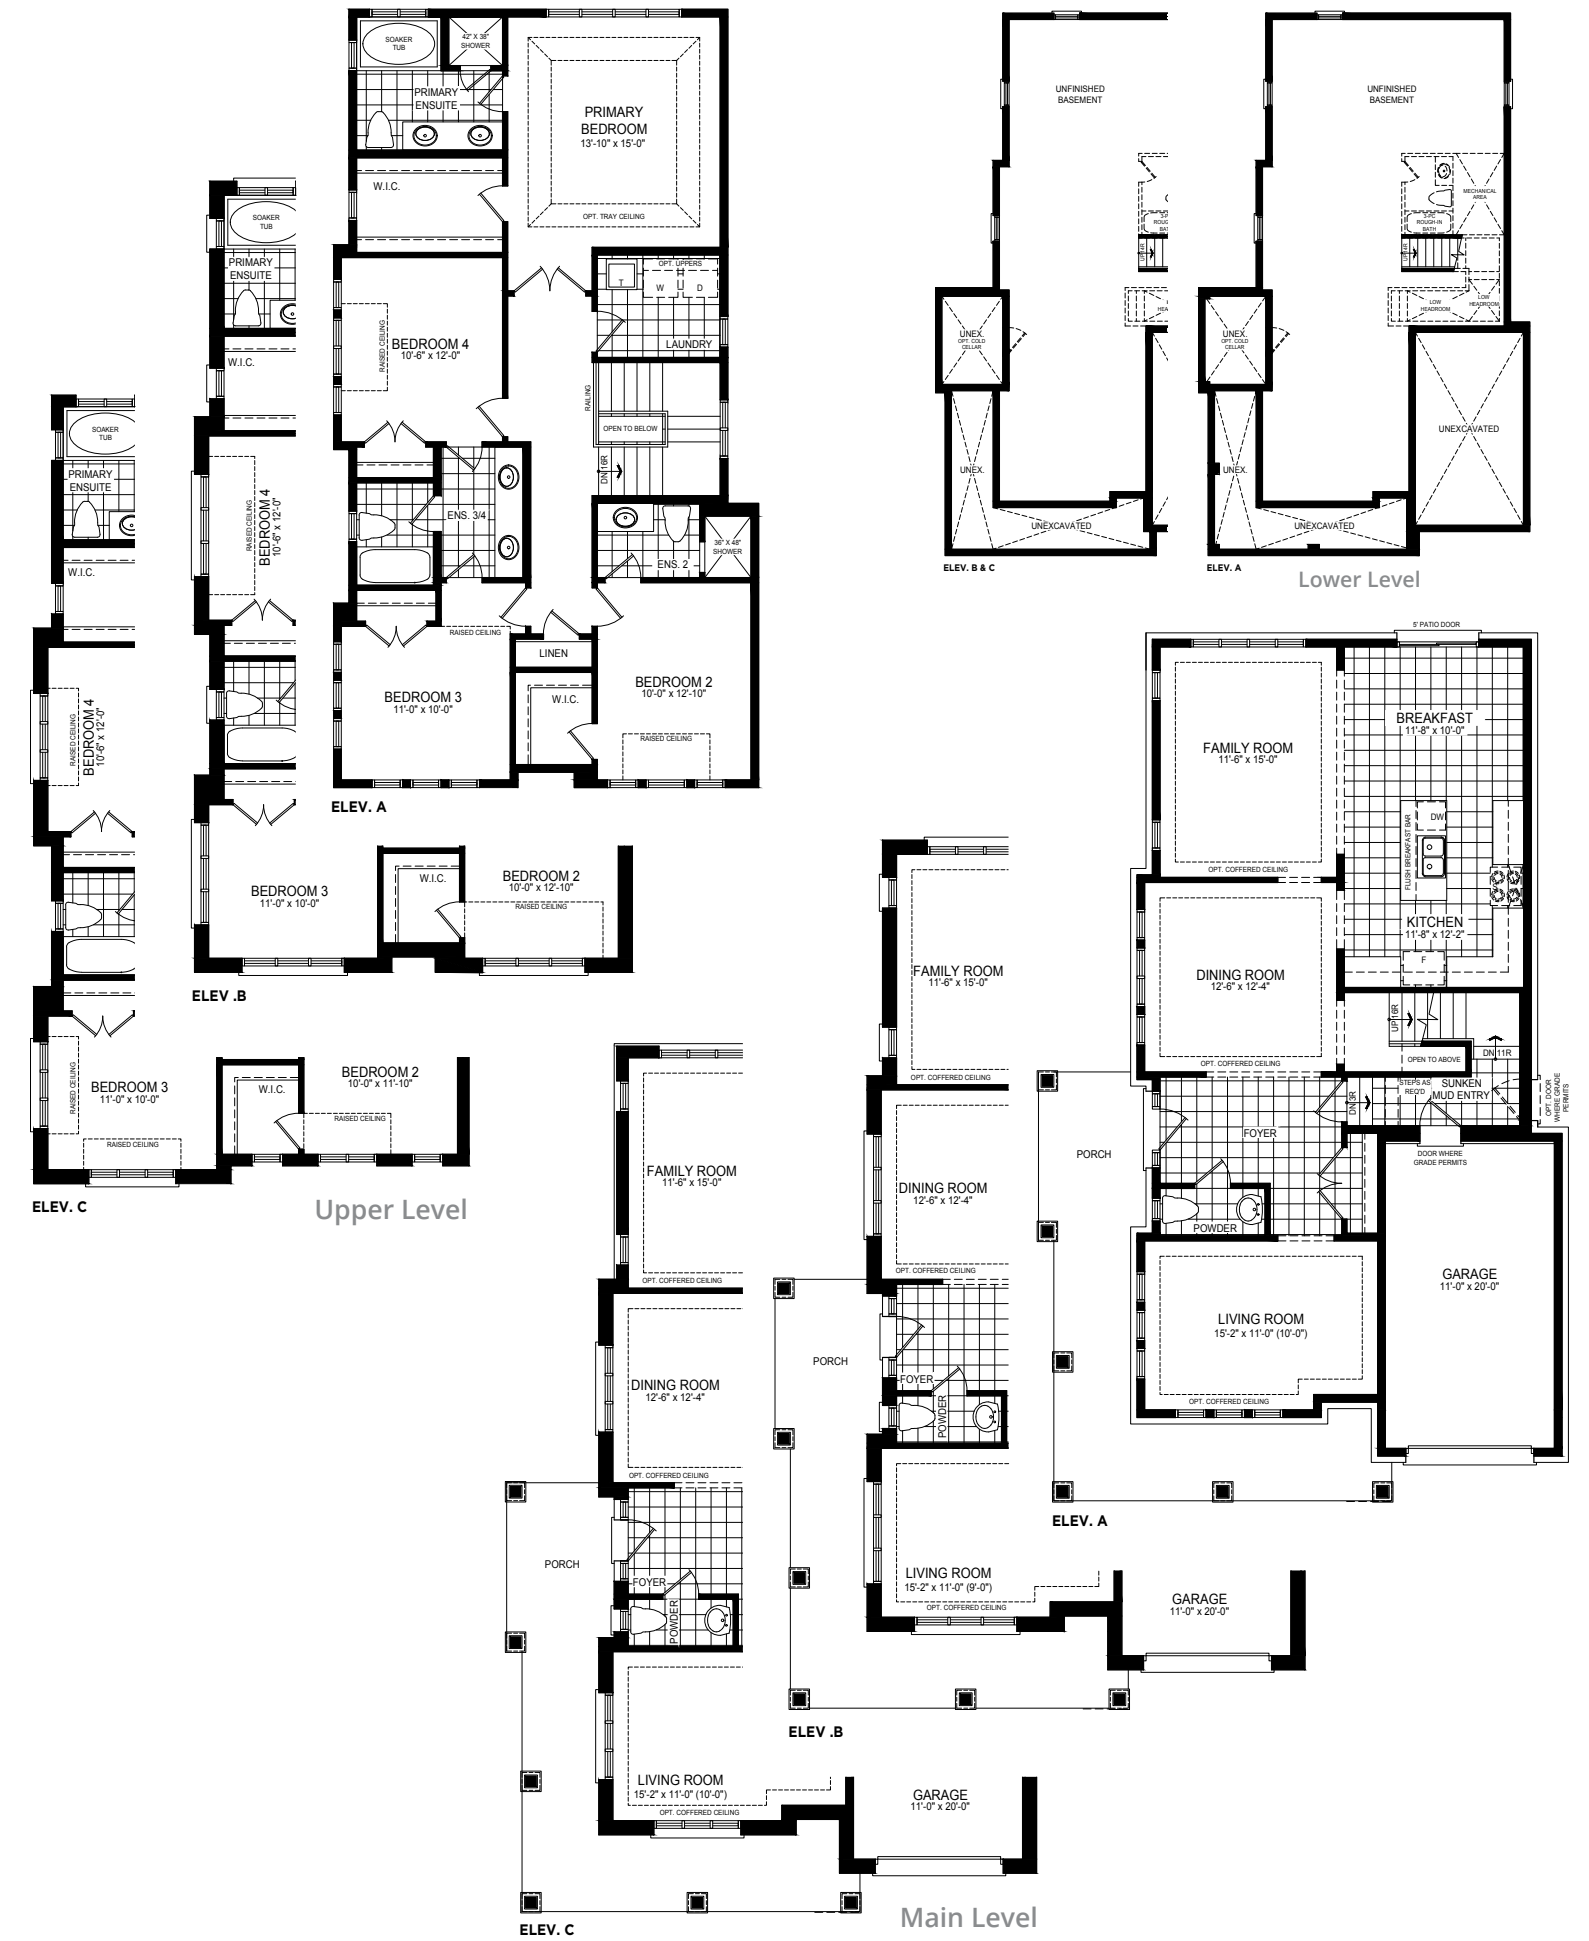 SOAKER
TUB
42" X 38"
SHOWER
PRIMARY
ENSUITE
PRIMARY
BEDROOM
13'-10" x 15'-0"
W.I.C.
OPT. TRAY CEILING
OPT. UPPERS
T
W
D
LAUNDRY
RAISED CEILING
BEDROOM 4
10'-6" x 12'-0"
RAILING
OPEN TO BELOW
DN 16R
ENS. 3/4
ENS. 2
36" X 48"
SHOWER
RAISED CEILING
LINEN
BEDROOM 3
11'-0" x 10'-0"
W.I.C.
BEDROOM 2
10'-0" x 12'-10"
RAISED CEILING
ELEV. A
SOAKER
TUB
PRIMARY
ENSUITE
W.I.C.
RAISED CEILING
BEDROOM 4
10'-6" x 12'-0"
BEDROOM 3
11'-0" x 10'-0"
W.I.C.
BEDROOM 2
10'-0" x 12'-10"
RAISED CEILING
ELEV .B
SOAKER
TUB
PRIMARY
ENSUITE
W.I.C.
RAISED CEILING
BEDROOM 4
10'-6" x 12'-0"
RAISED CEILING
BEDROOM 3
11'-0" x 10'-0"
RAISED CEILING
W.I.C.
BEDROOM 2
10'-0" x 11'-10"
RAISED CEILING
ELEV. C
Upper Level
UNFINISHED
BASEMENT
UP 14R
UNEX.
OPT. COLD
CELLAR
UNEX.
UNEXCAVATED
ELEV. B & C
UNFINISHED
BASEMENT
MECHANICAL
AREA
3-PC
ROUGH-IN
BATH
UP 14R
LOW
HEADROOM
LOW
HEADROOM
UNEX.
OPT. COLD
CELLAR
UNEXCAVATED
UNEX.
UNEXCAVATED
ELEV. A
Lower Level
5' PATIO DOOR
FAMILY ROOM
11'-6" x 15'-0"
BREAKFAST
11'-8" x 10'-0"
FLUSH BREAKFAST BAR
DW
OPT. COFFERED CEILING
KITCHEN
11'-8" x 12'-2"
F
DINING ROOM
12'-6" x 12'-4"
UP 16R
OPEN TO ABOVE
DN 11R
OPT. COFFERED CEILING
STEPS AS
REQ'D
SUNKEN
MUD ENTRY
DN 3R
OPT. DOOR
WHERE GRADE
PERMITS
FOYER
PORCH
DOOR WHERE
GRADE PERMITS
POWDER
GARAGE
11'-0" x 20'-0"
LIVING ROOM
15'-2" x 11'-0" (10'-0")
OPT. COFFERED CEILING
ELEV. A
FAMILY ROOM
11'-6" x 15'-0"
OPT. COFFERED CEILING
DINING ROOM
12'-6" x 12'-4"
OPT. COFFERED CEILING
PORCH
FOYER
POWDER
LIVING ROOM
15'-2" x 11'-0" (9'-0")
OPT. COFFERED CEILING
GARAGE
11'-0" x 20'-0"
ELEV .B
FAMILY ROOM
11'-6" x 15'-0"
OPT. COFFERED CEILING
DINING ROOM
12'-6" x 12'-4"
OPT. COFFERED CEILING
PORCH
FOYER
POWDER
LIVING ROOM
15'-2" x 11'-0" (10'-0")
OPT. COFFERED CEILING
GARAGE
11'-0" x 20'-0"
ELEV. C
Main Level